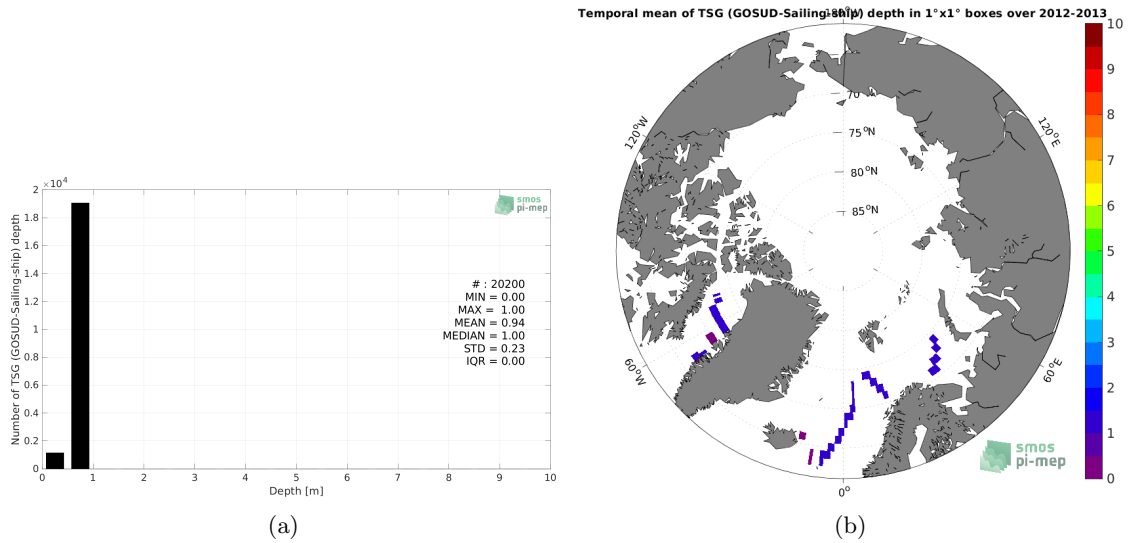 Temporal mean of TSG (GOSUD-Sailing-ship) depth in 1°x1° boxes over 2012-2013
×10⁴
2
1.8
1.6
1.4
1.2
1
0.8
0.6
0.4
0.2
0
Number of TSG (GOSUD-Sailing-ship) depth
0 1 2 3 4 5 6 7 8 9 10
Depth [m]
smos
pi-mep
# : 20200
MIN = 0.00
MAX = 1.00
MEAN = 0.94
MEDIAN = 1.00
STD = 0.23
IQR = 0.00
(a)
120°W
60°W
0°
60°E
120°E
75°N
80°N
85°N
10
9
8
7
6
5
4
3
2
1
0
smos
pi-mep
(b)